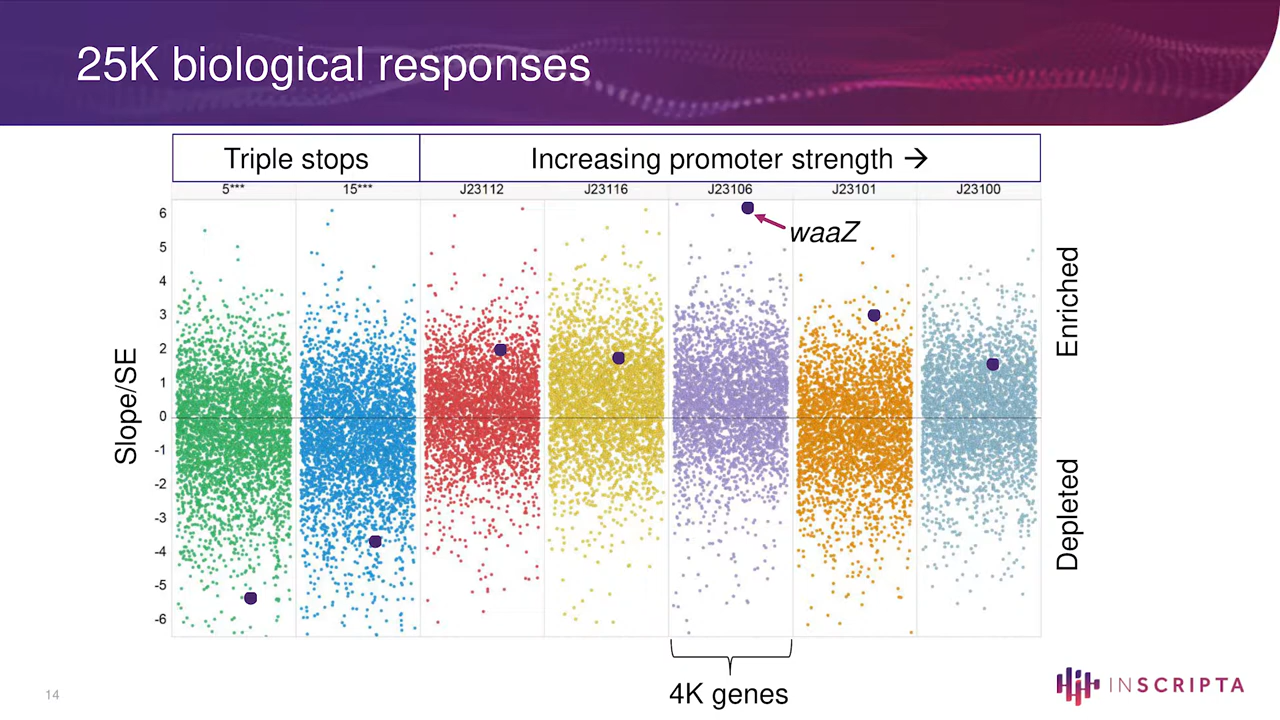 25K biological responses
Triple stops
Increasing promoter strength →
5*** 15*** J23112 J23116 J23106 J23101 J23100
6
5
4
3
2
1
0
-1
-2
-3
-4
-5
-6
Slope/SE
waaZ
Enriched
Depleted
4K genes
14
INSCRIPTA